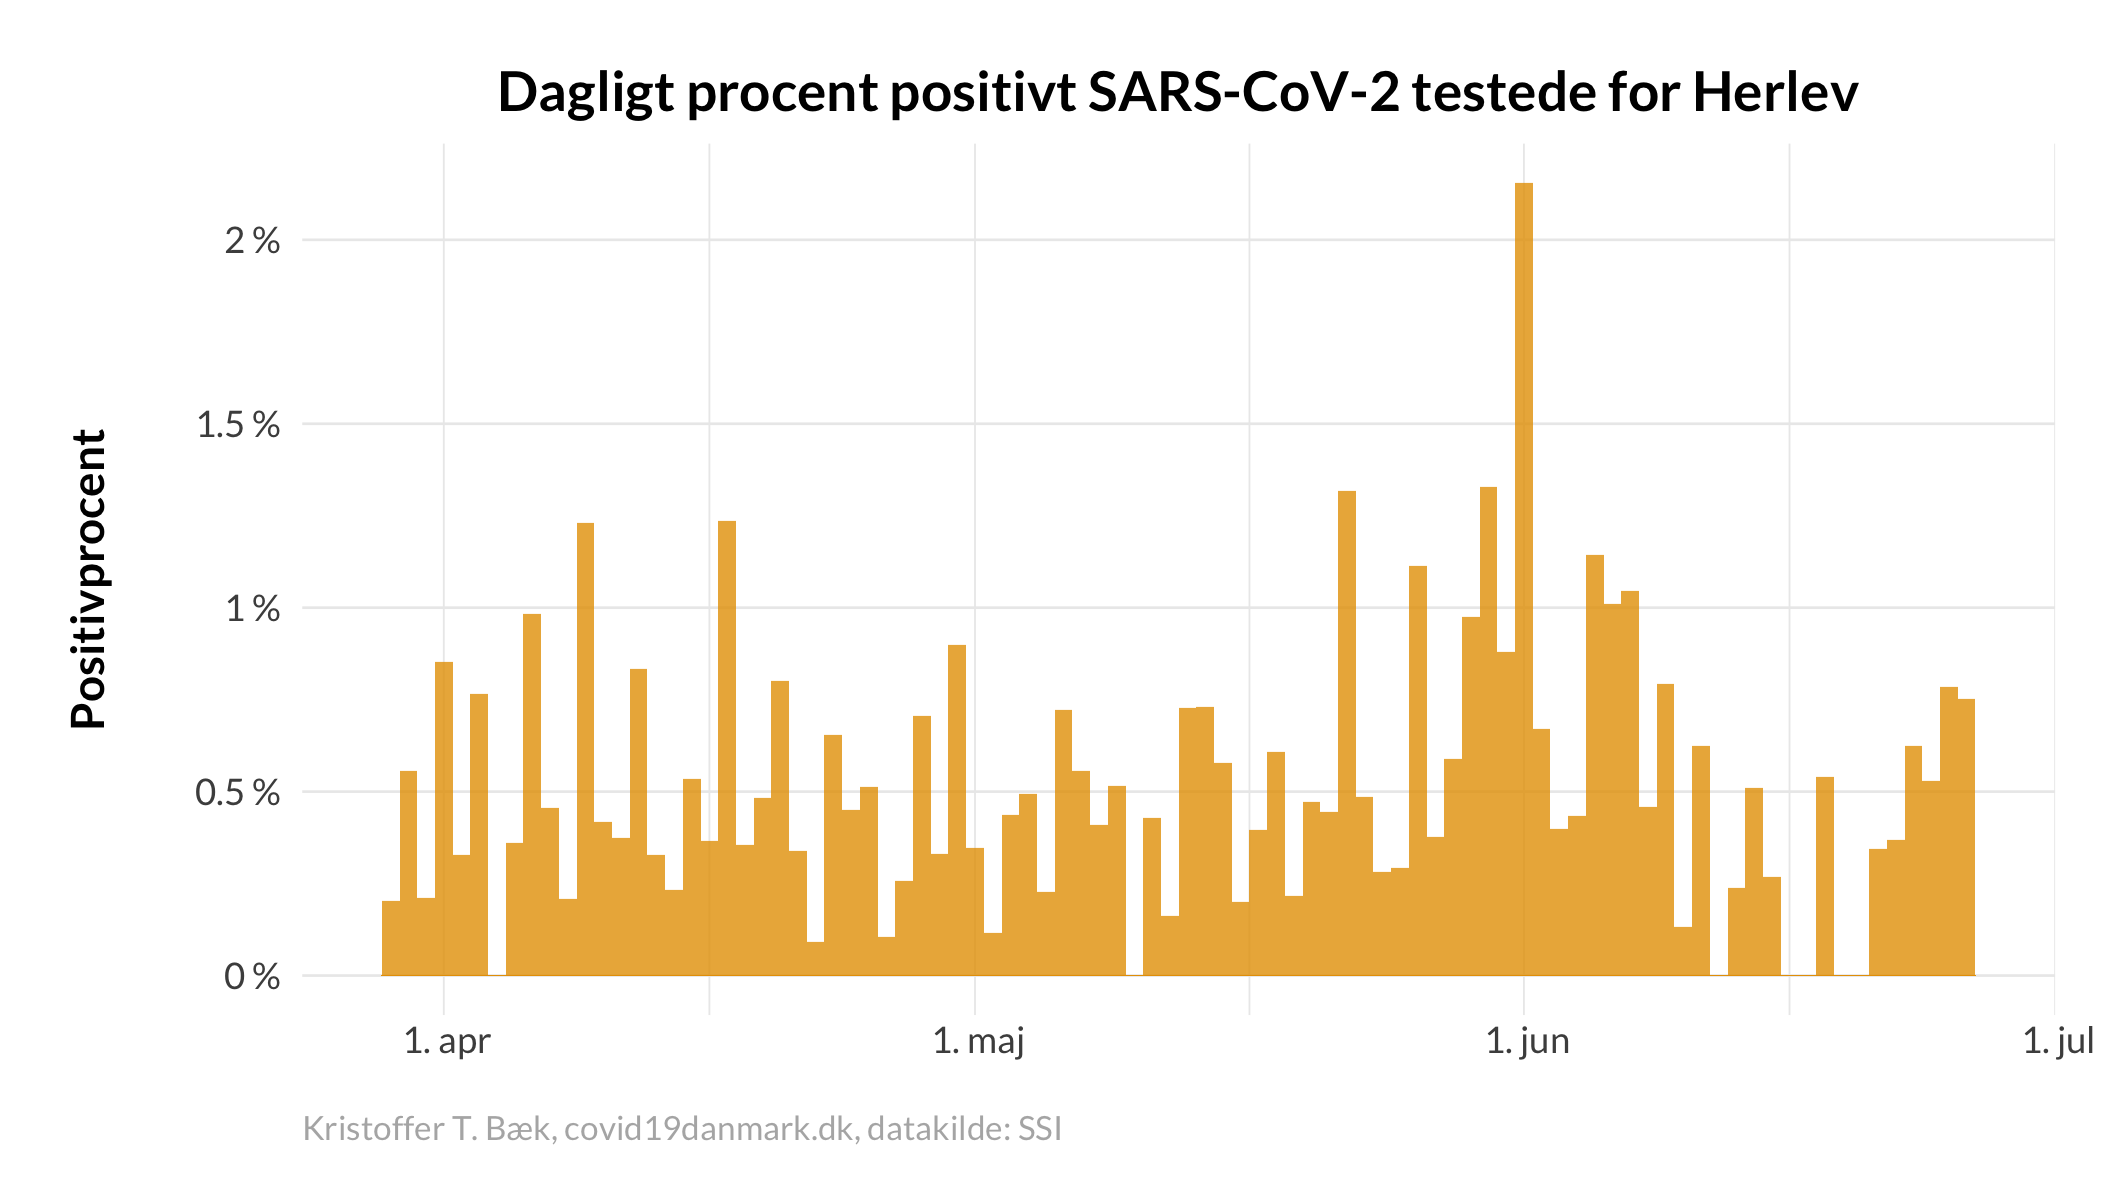 Dagligt procent positivt SARS-CoV-2 testede for Herlev
Positivprocent
2 %
1.5 %
1 %
0.5 %
0 %
1. apr
1. maj
1. jun
1. jul
Kristoffer T. Bæk, covid19danmark.dk, datakilde: SSI